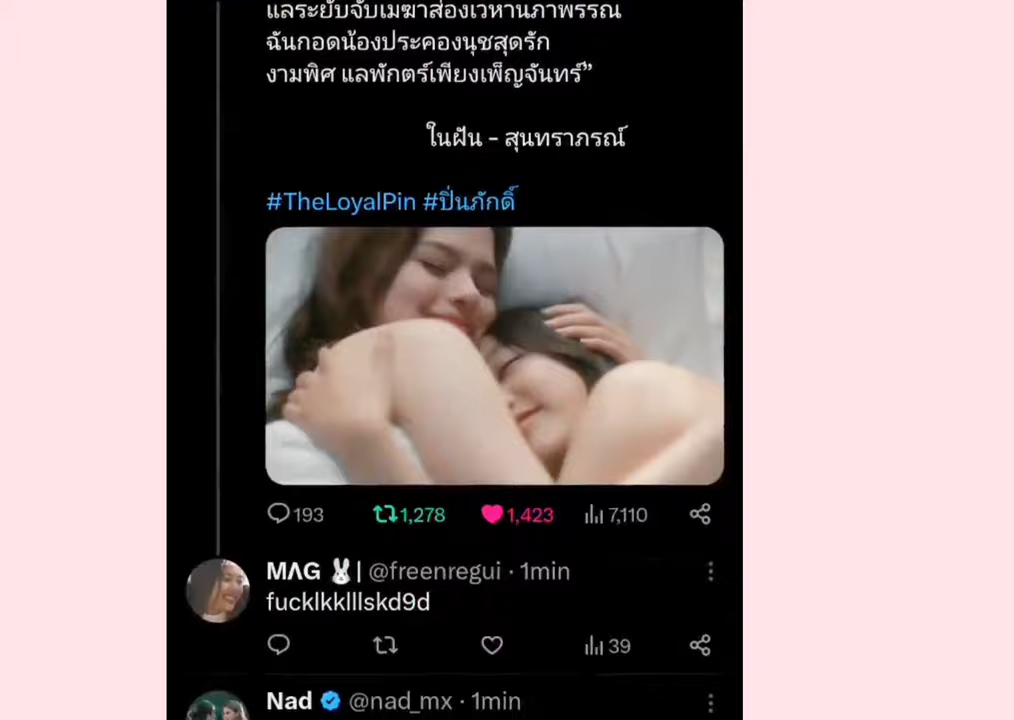 แลระยับจับเมฆาส่องเวหานภาพรรณ
ฉันกอดน้องประคองนุชสุดรัก
งามพิศ แลพักตร์เพียงเพ็ญจันทร์”
ในฝัน - สุนทราภรณ์
#TheLoyalPin #ปิ่นภักดิ์
193 1,278 1,423 7,110
MΛG 🐰| @freenregui · 1min
fucklkklllskd9d
39
Nad @nad_mx · 1min